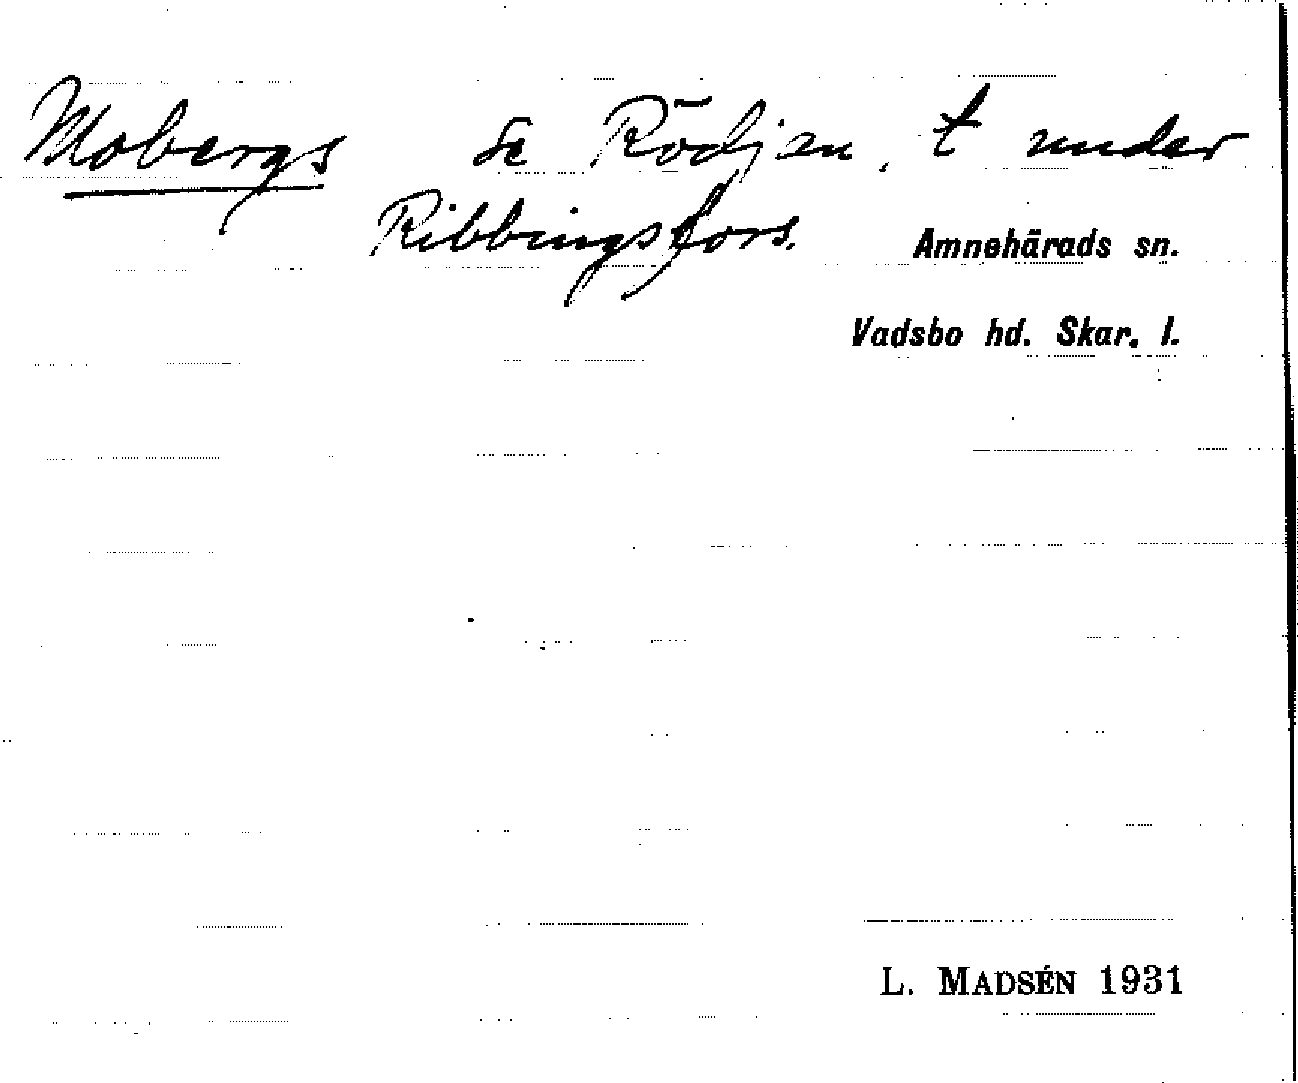 Mobergs se Rödjan, t under
Ribbingsfors.
Amnehärads sn.
Vadsbo hd. Skar. l.
L. MADSÉN 1931